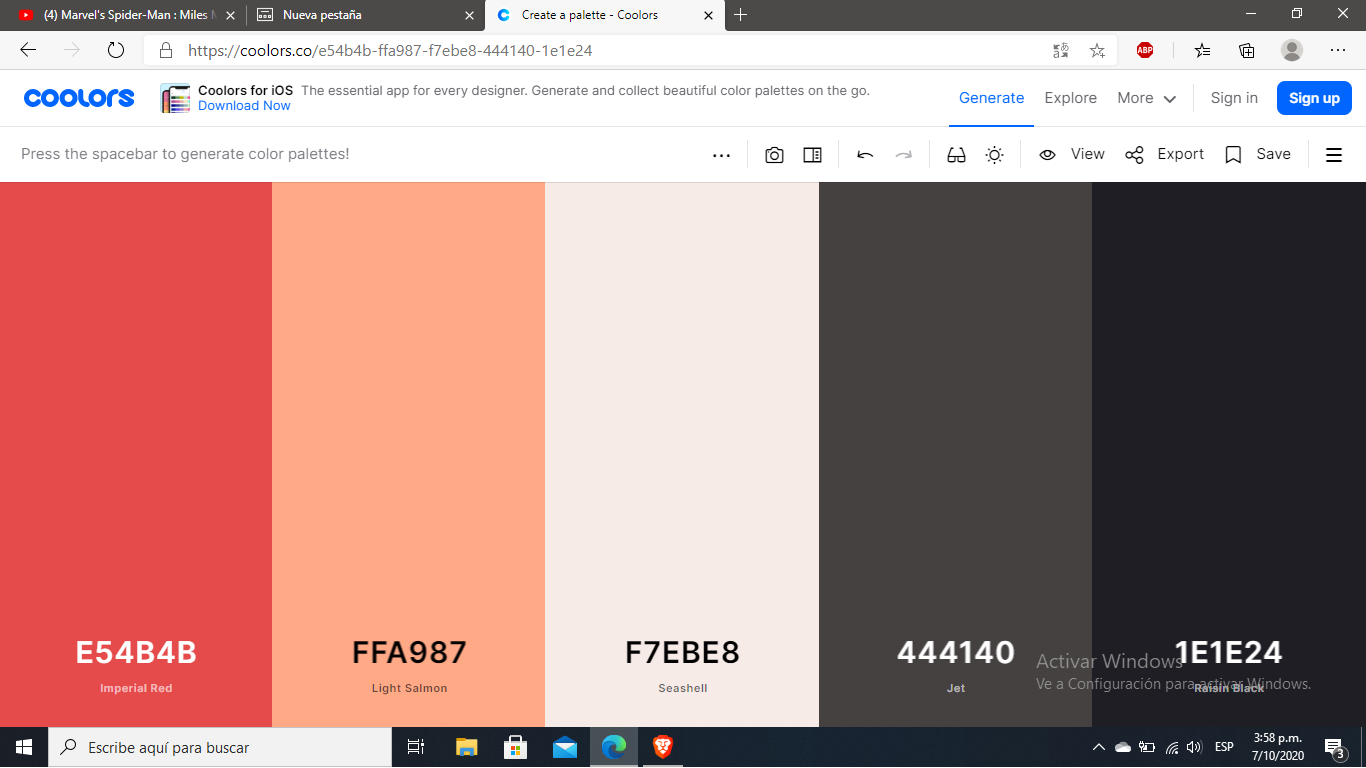 (4) Marvel's Spider-Man : Miles M
Nueva pestaña
Create a palette - Coolors
https://coolors.co/e54b4b-ffa987-f7ebe8-444140-1e1e24
ABP
coolors
Coolors for iOS The essential app for every designer. Generate and collect beautiful color palettes on the go.
Download Now
Generate
Explore
More
Sign in
Sign up
Press the spacebar to generate color palettes!
View
Export
Save
E54B4B
Imperial Red
FFA987
Light Salmon
F7EBE8
Seashell
444140
Jet
1E1E24
Raisin Black
Activar Windows
Ve a Configuración para activar Windows.
Escribe aquí para buscar
ESP
3:58 p.m.
7/10/2020
3